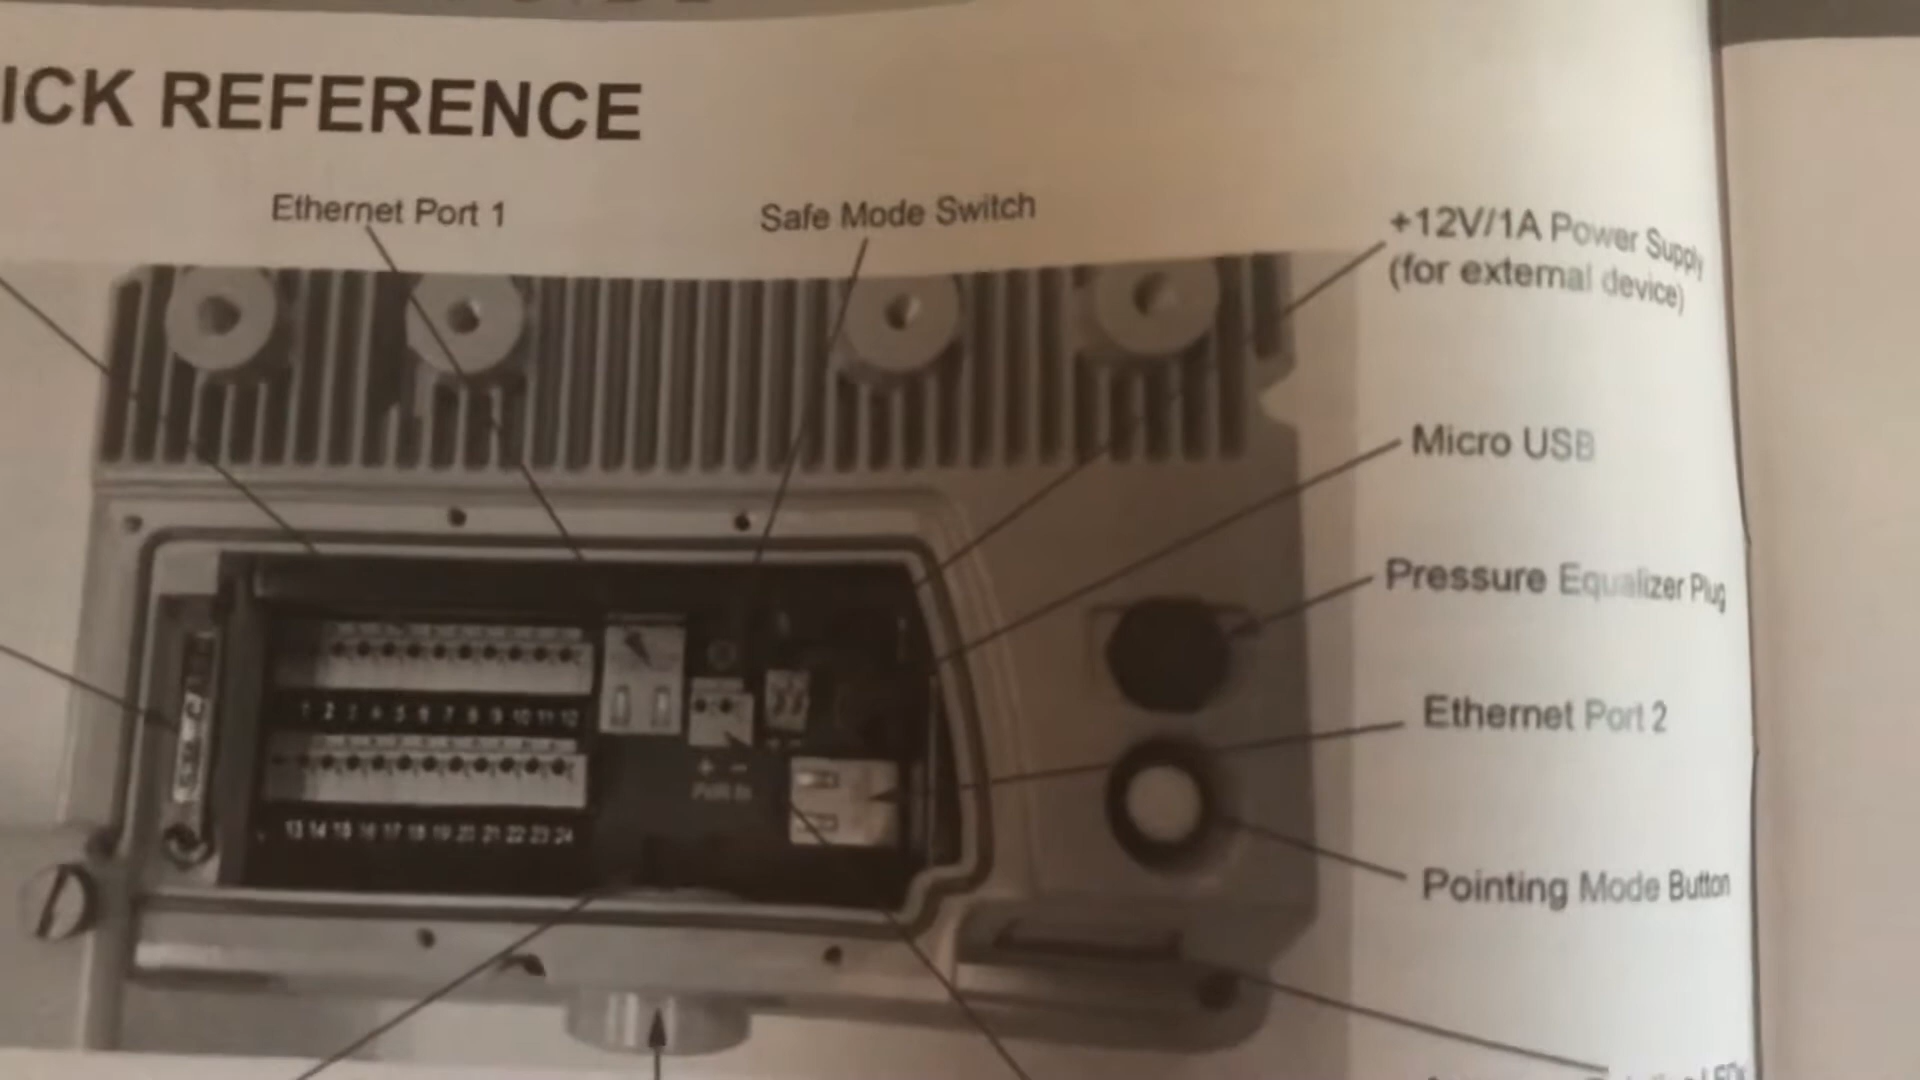 ICK REFERENCE
Ethernet Port 1
Safe Mode Switch
+12V/1A Power Supply
(for external device)
Micro USB
Pressure Equalizer Plug
Ethernet Port 2
Pointing Mode Button
1 2 3 4 5 6 7 8 9 10 11 12
+ -
13 14 15 16 17 18 19 20 21 22 23 24
LEDs